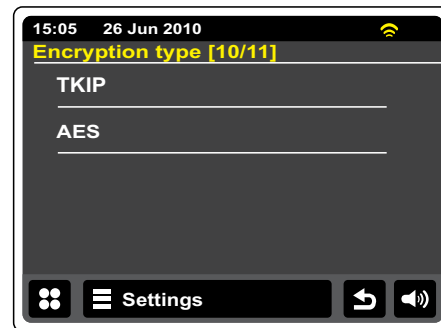 15:05 26 Jun 2010
Encryption type [10/11]
TKIP
AES
Settings